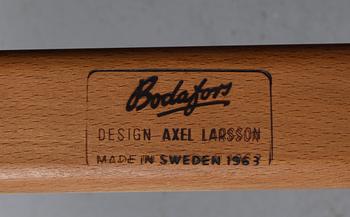 Bodafors
DESIGN AXEL LARSSON
MADE IN SWEDEN 1963